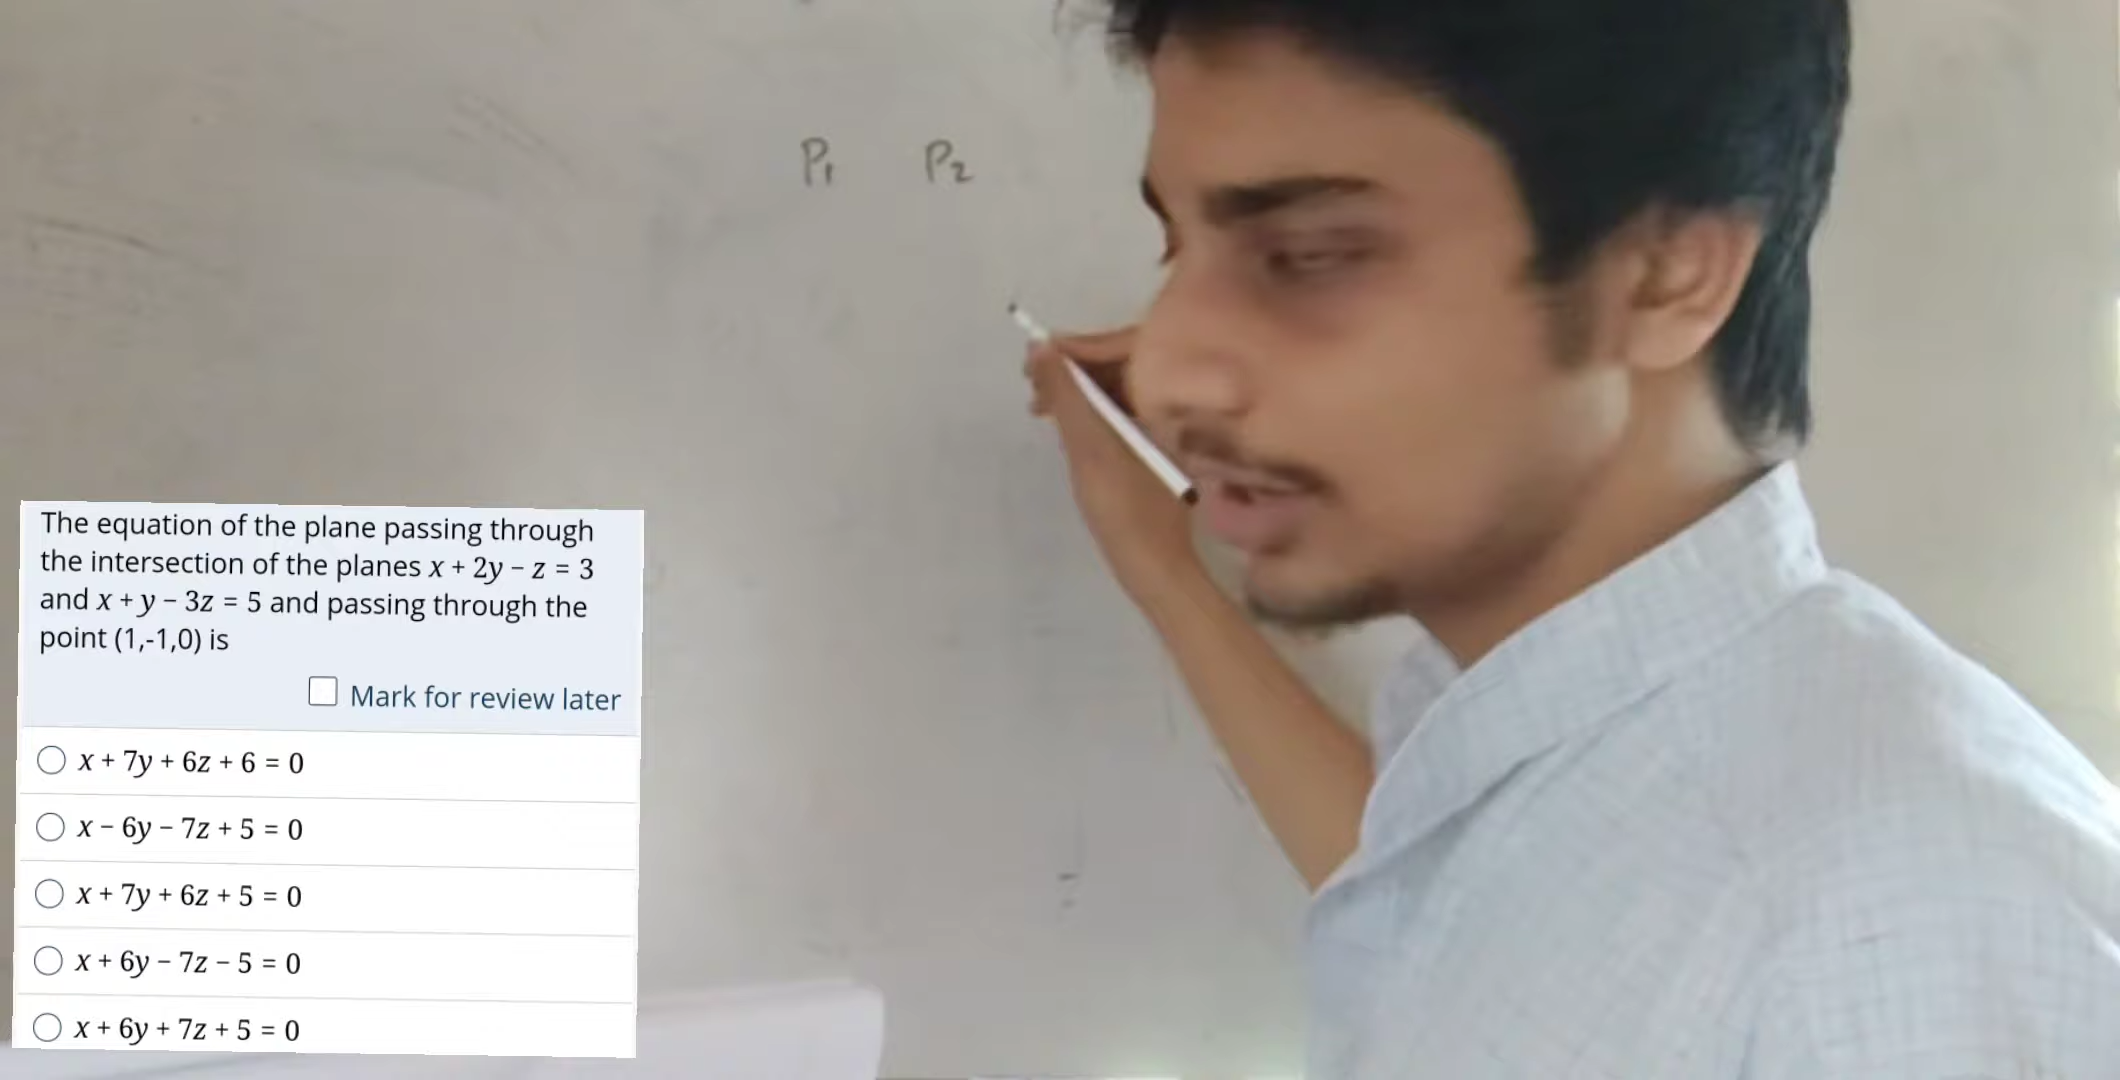 P₁ P₂
The equation of the plane passing through
the intersection of the planes x + 2y − z = 3
and x + y − 3z = 5 and passing through the
point (1,-1,0) is
Mark for review later
x + 7y + 6z + 6 = 0
x − 6y − 7z + 5 = 0
x + 7y + 6z + 5 = 0
x + 6y − 7z − 5 = 0
x + 6y + 7z + 5 = 0